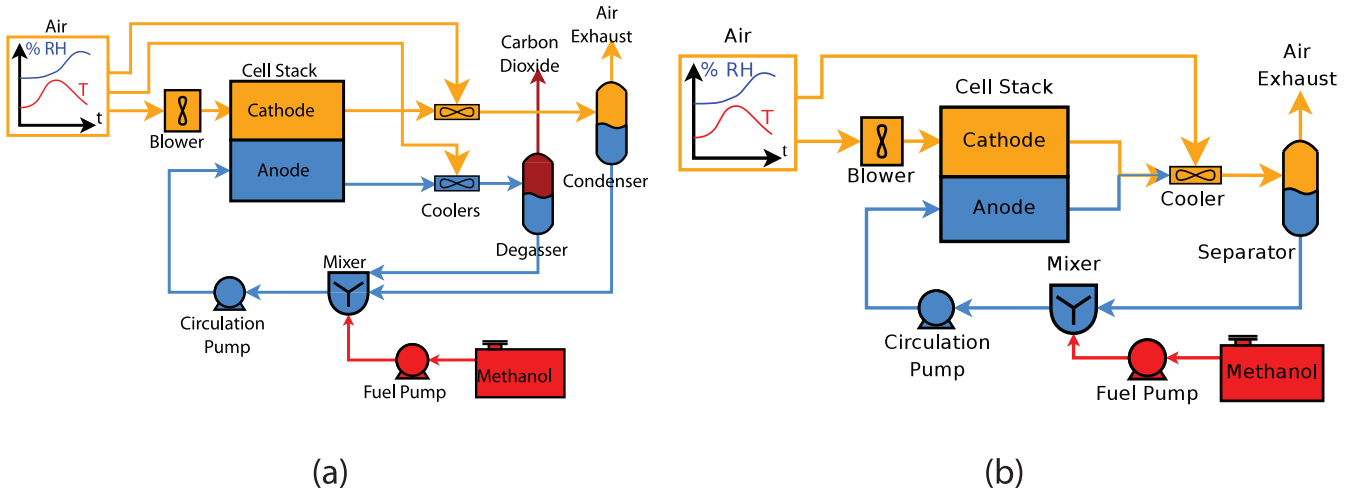 Air
% RH
T
t
Blower
Cell Stack
Cathode
Anode
Carbon
Dioxide
Air
Exhaust
Condenser
Coolers
Degasser
Mixer
Circulation
Pump
Fuel Pump
Methanol
(a)
Air
% RH
T
t
Blower
Cell Stack
Cathode
Anode
Air
Exhaust
Cooler
Separator
Mixer
Circulation
Pump
Fuel Pump
Methanol
(b)